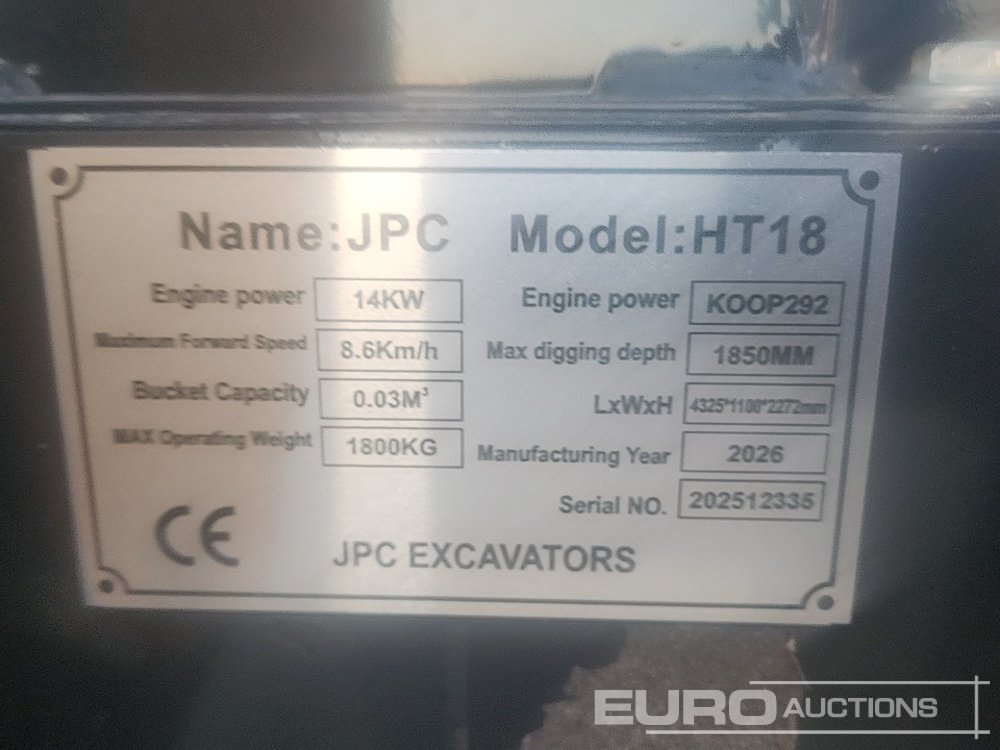 Name:JPC Model:HT18
Engine power 14KW Engine power KOOP292
Maximum Forward Speed 8.6Km/h Max digging depth 1850MM
Bucket Capacity 0.03M³ LxWxH 4325*1100*2272mm
MAX Operating Weight 1800KG Manufacturing Year 2026
Serial NO. 202512335
CE JPC EXCAVATORS
EURO AUCTIONS